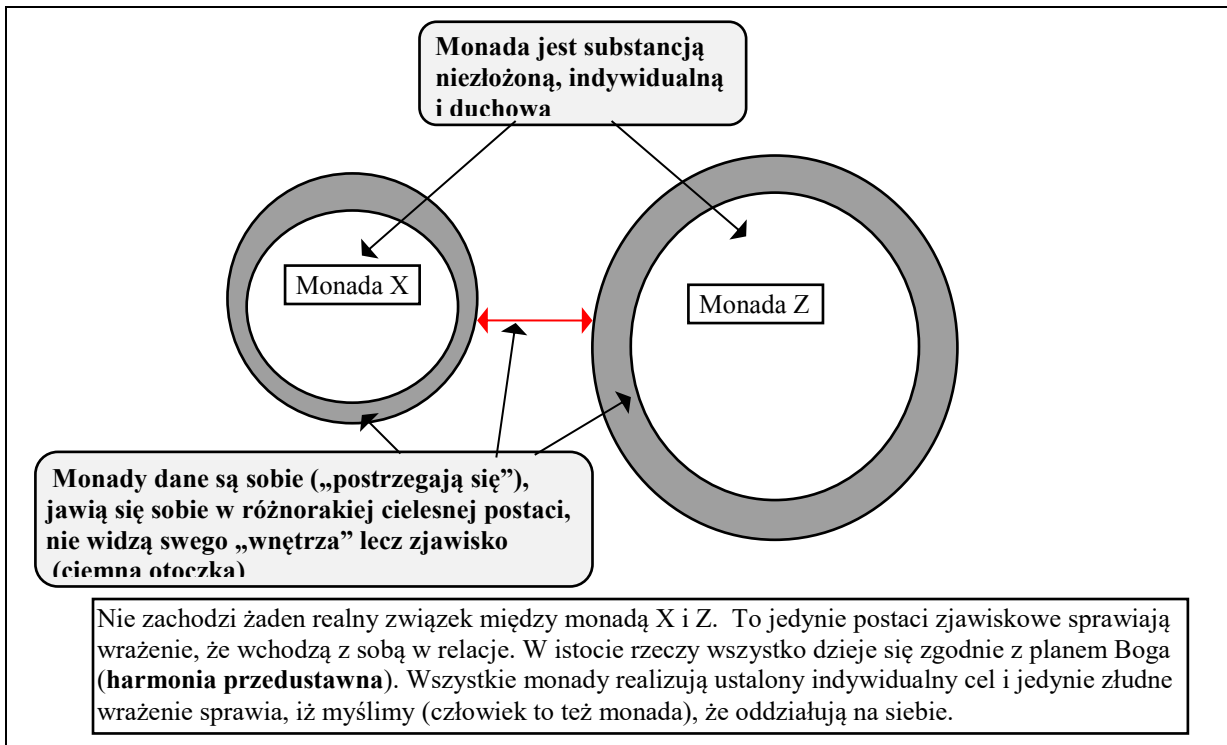 Monada jest substancją
niezłożoną, indywidualną
i duchowa
Monada X
Monada Z
Monady dane są sobie („postrzegają się”),
jawią się sobie w różnorakiej cielesnej postaci,
nie widzą swego „wnętrza” lecz zjawisko
(ciemna otoczka)
Nie zachodzi żaden realny związek między monadą X i Z. To jedynie postaci zjawiskowe sprawiają
wrażenie, że wchodzą z sobą w relacje. W istocie rzeczy wszystko dzieje się zgodnie z planem Boga
(harmonia przedustawna). Wszystkie monady realizują ustalony indywidualny cel i jedynie złudne
wrażenie sprawia, iż myślimy (człowiek to też monada), że oddziałują na siebie.